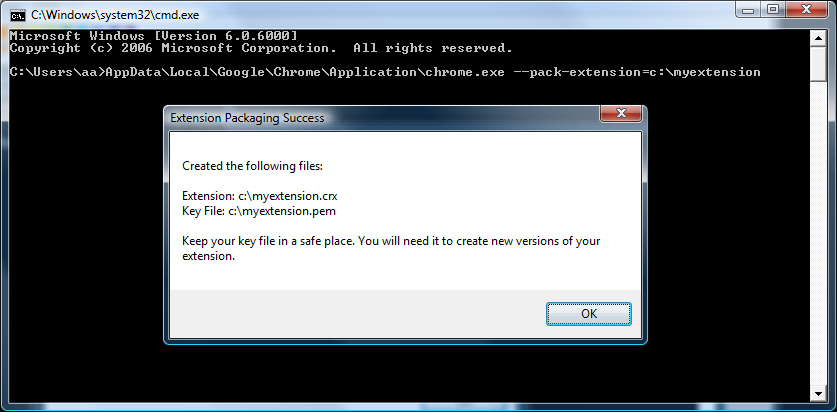 C:\Windows\system32\cmd.exe
Microsoft Windows [Version 6.0.6000]
Copyright (c) 2006 Microsoft Corporation.  All rights reserved.
C:\Users\aa>AppData\Local\Google\Chrome\Application\chrome.exe --pack-extension=c:\myextension
Extension Packaging Success
Created the following files:
Extension: c:\myextension.crx
Key File: c:\myextension.pem
Keep your key file in a safe place. You will need it to create new versions of your
extension.
OK